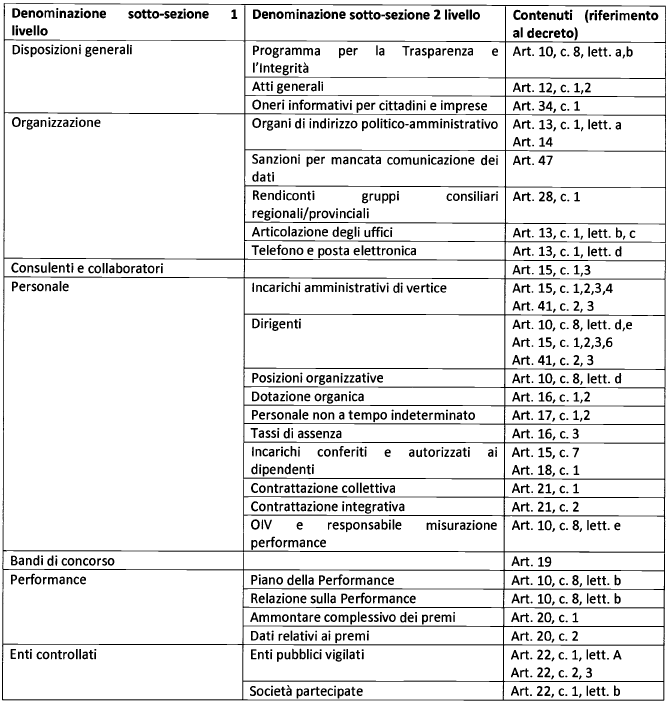 Denominazione sotto-sezione 1 livello
Denominazione sotto-sezione 2 livello
Contenuti (riferimento al decreto)
Disposizioni generali
Programma per la Trasparenza e l'Integrità
Art. 10, c. 8, lett. a,b
Atti generali
Art. 12, c. 1,2
Oneri informativi per cittadini e imprese
Art. 34, c. 1
Organizzazione
Organi di indirizzo politico-amministrativo
Art. 13, c. 1, lett. a
Art. 14
Sanzioni per mancata comunicazione dei dati
Art. 47
Rendiconti gruppi consiliari regionali/provinciali
Art. 28, c. 1
Articolazione degli uffici
Art. 13, c. 1, lett. b, c
Telefono e posta elettronica
Art. 13, c. 1, lett. d
Consulenti e collaboratori
Art. 15, c. 1,3
Personale
Incarichi amministrativi di vertice
Art. 15, c. 1,2,3,4
Art. 41, c. 2, 3
Dirigenti
Art. 10, c. 8, lett. d,e
Art. 15, c. 1,2,3,6
Art. 41, c. 2, 3
Posizioni organizzative
Art. 10, c. 8, lett. d
Dotazione organica
Art. 16, c. 1,2
Personale non a tempo indeterminato
Art. 17, c. 1,2
Tassi di assenza
Art. 16, c. 3
Incarichi conferiti e autorizzati ai dipendenti
Art. 15, c. 7
Art. 18, c. 1
Contrattazione collettiva
Art. 21, c. 1
Contrattazione integrativa
Art. 21, c. 2
OIV e responsabile misurazione performance
Art. 10, c. 8, lett. e
Bandi di concorso
Art. 19
Performance
Piano della Performance
Art. 10, c. 8, lett. b
Relazione sulla Performance
Art. 10, c. 8, lett. b
Ammontare complessivo dei premi
Art. 20, c. 1
Dati relativi ai premi
Art. 20, c. 2
Enti controllati
Enti pubblici vigilati
Art. 22, c. 1, lett. A
Art. 22, c. 2, 3
Società partecipate
Art. 22, c. 1, lett. b